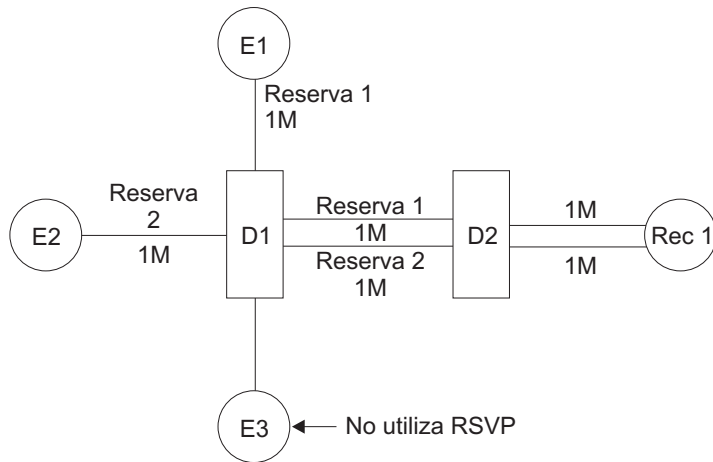 E1
Reserva 1
1M
Reserva
2
1M
E2
D1
Reserva 1
1M
Reserva 2
1M
D2
1M
1M
Rec 1
E3
No utiliza RSVP